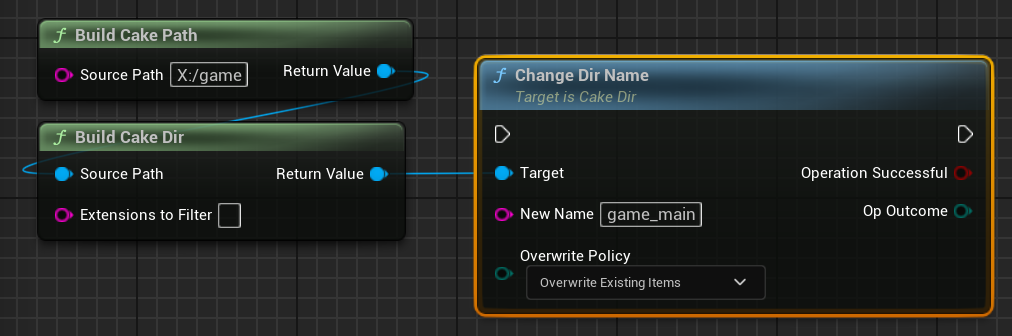 f Build Cake Path
Source Path X:/game Return Value
f Build Cake Dir
Source Path Return Value
Extensions to Filter
f Change Dir Name
Target is Cake Dir
Target Operation Successful
New Name game_main Op Outcome
Overwrite Policy
Overwrite Existing Items